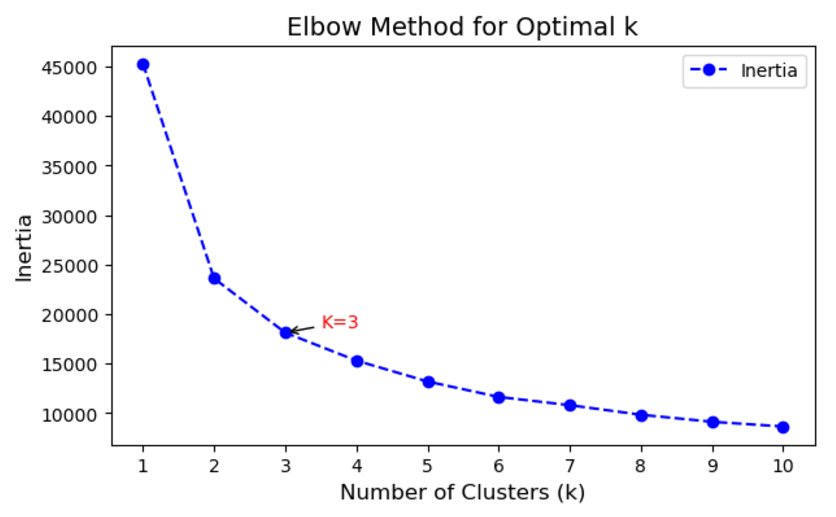 Elbow Method for Optimal k
Inertia
45000
40000
35000
30000
25000
20000
15000
10000
Inertia
K=3
1 2 3 4 5 6 7 8 9 10
Number of Clusters (k)